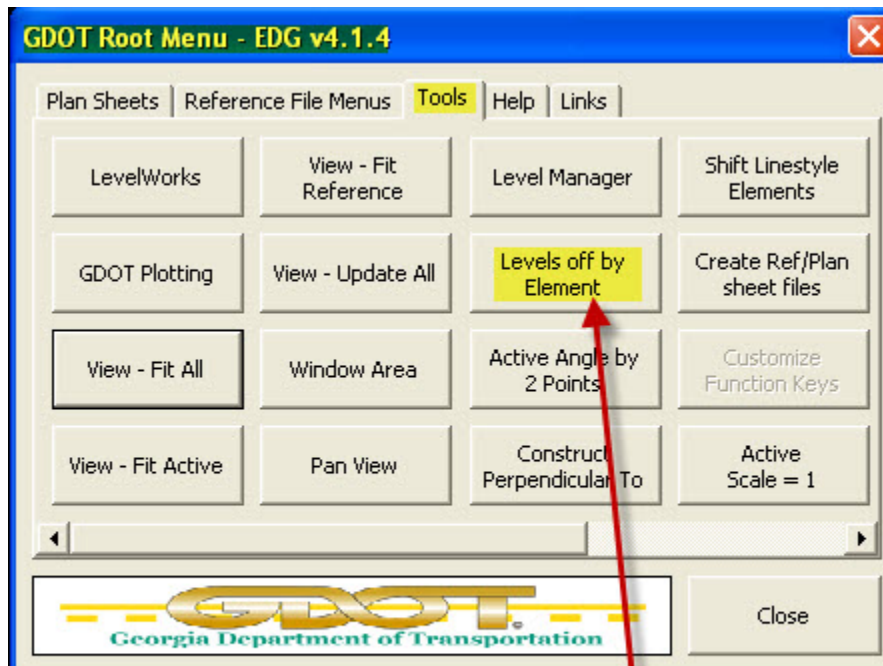 GDOT Root Menu - EDG v4.1.4
Plan Sheets Reference File Menus Tools Help Links
LevelWorks
View - Fit
Reference
Level Manager
Shift Linestyle
Elements
GDOT Plotting
View - Update All
Levels off by
Element
Create Ref/Plan
sheet files
View - Fit All
Window Area
Active Angle by
2 Points
Customize
Function Keys
View - Fit Active
Pan View
Construct
Perpendicular To
Active
Scale = 1
GDOT
Georgia Department of Transportation
Close